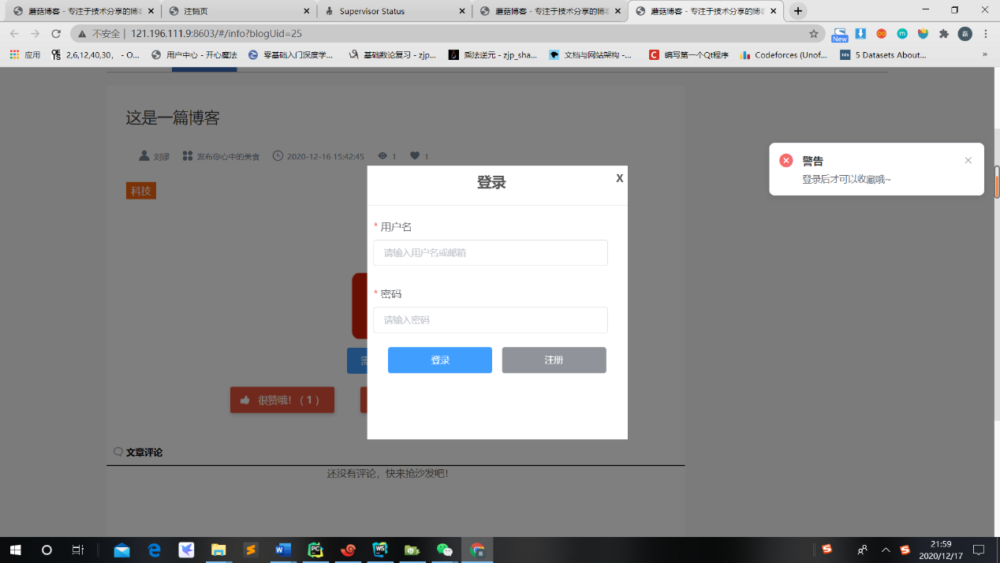 蘑菇博客 - 专注于技术分享的博客
注销页
Supervisor Status
蘑菇博客 - 专注于技术分享的博客
蘑菇博客 - 专注于技术分享的博客
不安全 | 121.196.111.9:8603/#/info?blogUid=25
New
磊
应用
2,6,12,40,30， - O...
用户中心 - 开心魔法
零基础入门深度学...
基础数论复习 - zjp...
乘法逆元 - zjp_sha...
文档与网站架构 -...
编写第一个Qt程序
Codeforces (Unof...
5 Datasets About...
»
这是一篇博客
发布你心中的美食
2020-12-16 15:42:45
1
1
科技
警告
登录后才可以收藏哦~
登录
X
* 用户名
请输入用户名或邮箱
* 密码
请输入密码
登录
注册
很赞哦！ ( 1 )
文章评论
还没有评论，快来抢沙发吧！
21:59
2020/12/17